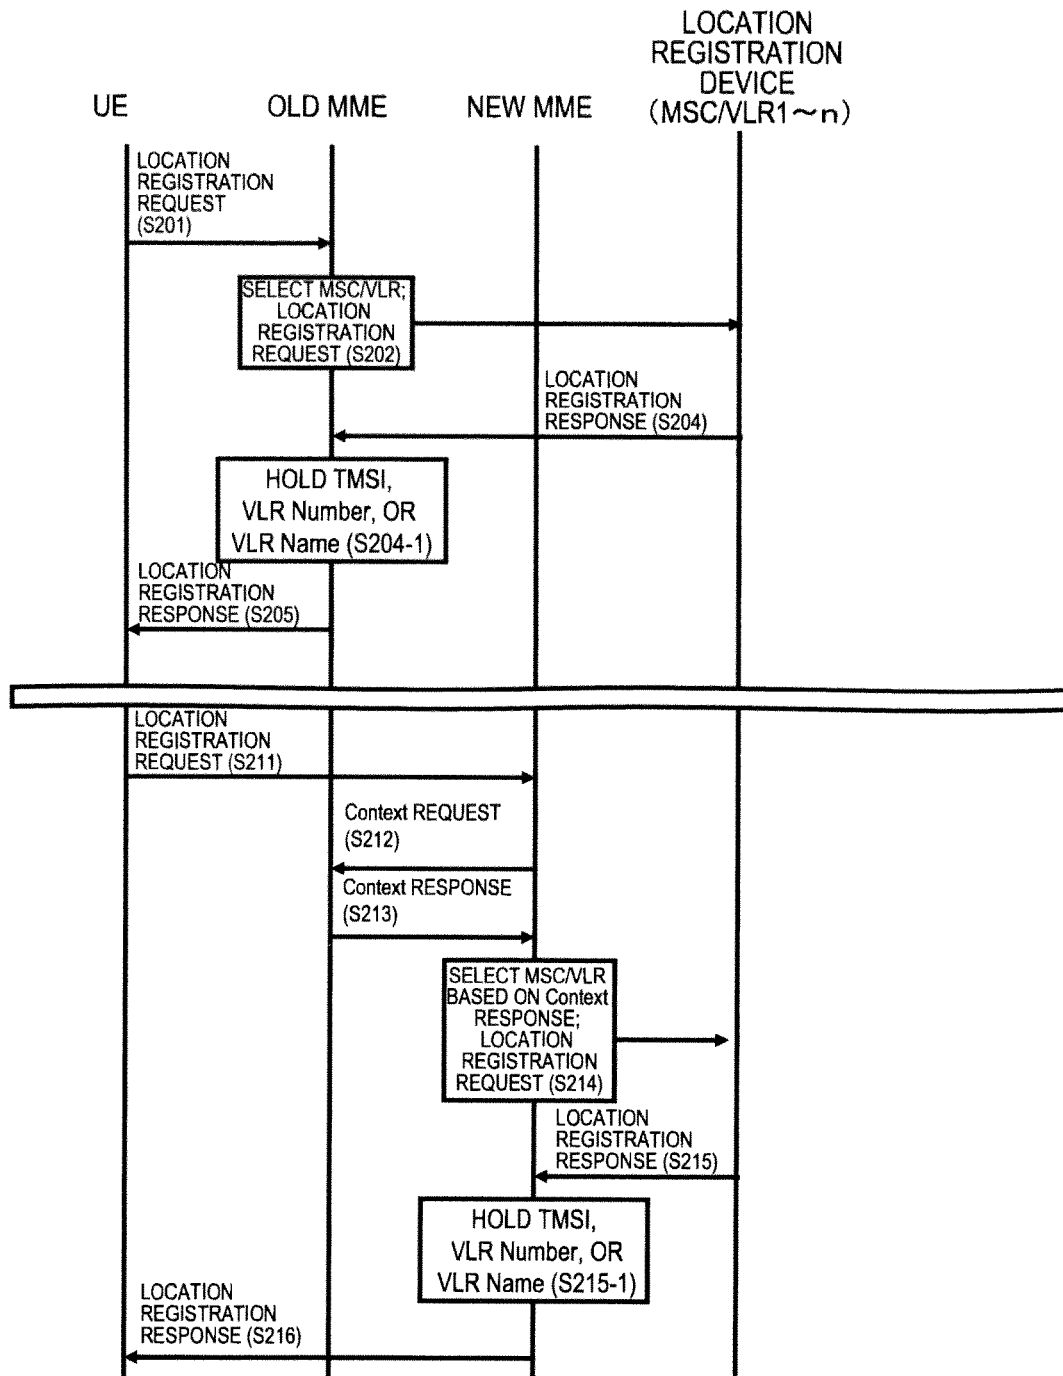 LOCATION
REGISTRATION
DEVICE
(MSC/VLR1～n)
UE
OLD MME
NEW MME
LOCATION
REGISTRATION
REQUEST
(S201)
SELECT MSC/VLR;
LOCATION
REGISTRATION
REQUEST (S202)
LOCATION
REGISTRATION
RESPONSE (S204)
HOLD TMSI,
VLR Number, OR
VLR Name (S204-1)
LOCATION
REGISTRATION
RESPONSE (S205)
LOCATION
REGISTRATION
REQUEST (S211)
Context REQUEST
(S212)
Context RESPONSE
(S213)
SELECT MSC/VLR
BASED ON Context
RESPONSE;
LOCATION
REGISTRATION
REQUEST (S214)
LOCATION
REGISTRATION
RESPONSE (S215)
HOLD TMSI,
VLR Number, OR
VLR Name (S215-1)
LOCATION
REGISTRATION
RESPONSE (S216)